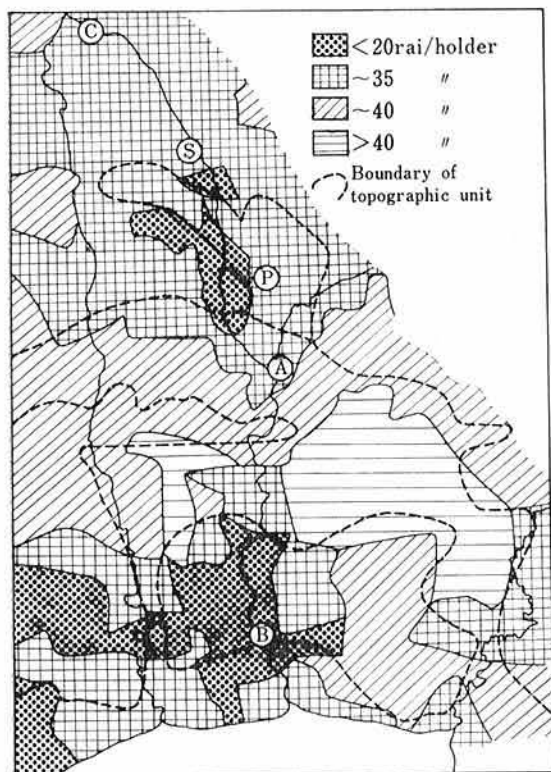 C
<20rai/holder
~35 〃
~40 〃
>40 〃
S
Boundary of
topographic unit
P
A
B